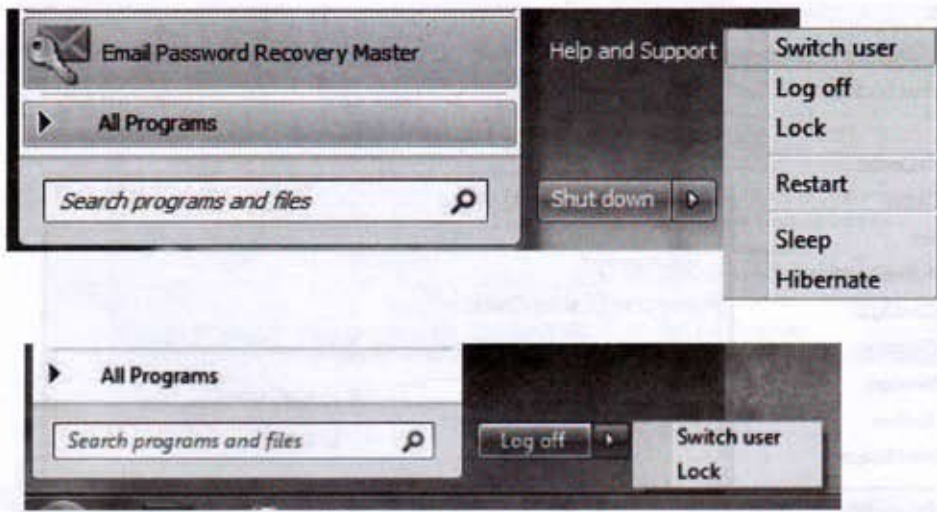 Email Password Recovery Master
Help and Support
Switch user
Log off
Lock
All Programs
Restart
Search programs and files
Shut down
Sleep
Hibernate
All Programs
Search programs and files
Log off
Switch user
Lock